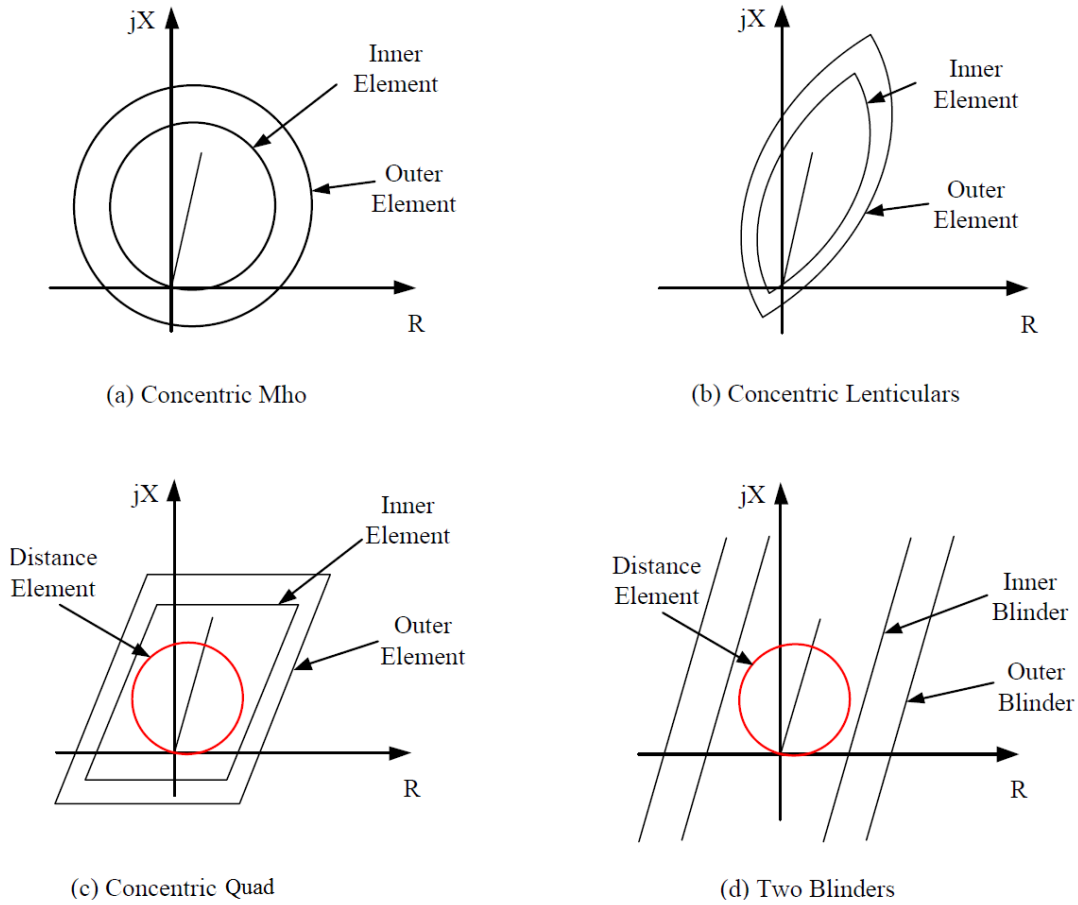 jX
Inner
Element
Outer
Element
R
(a) Concentric Mho
jX
Inner
Element
Outer
Element
R
(b) Concentric Lenticulars
jX
Inner
Element
Distance
Element
Outer
Element
R
(c) Concentric Quad
jX
Distance
Element
Inner
Blinder
Outer
Blinder
R
(d) Two Blinders